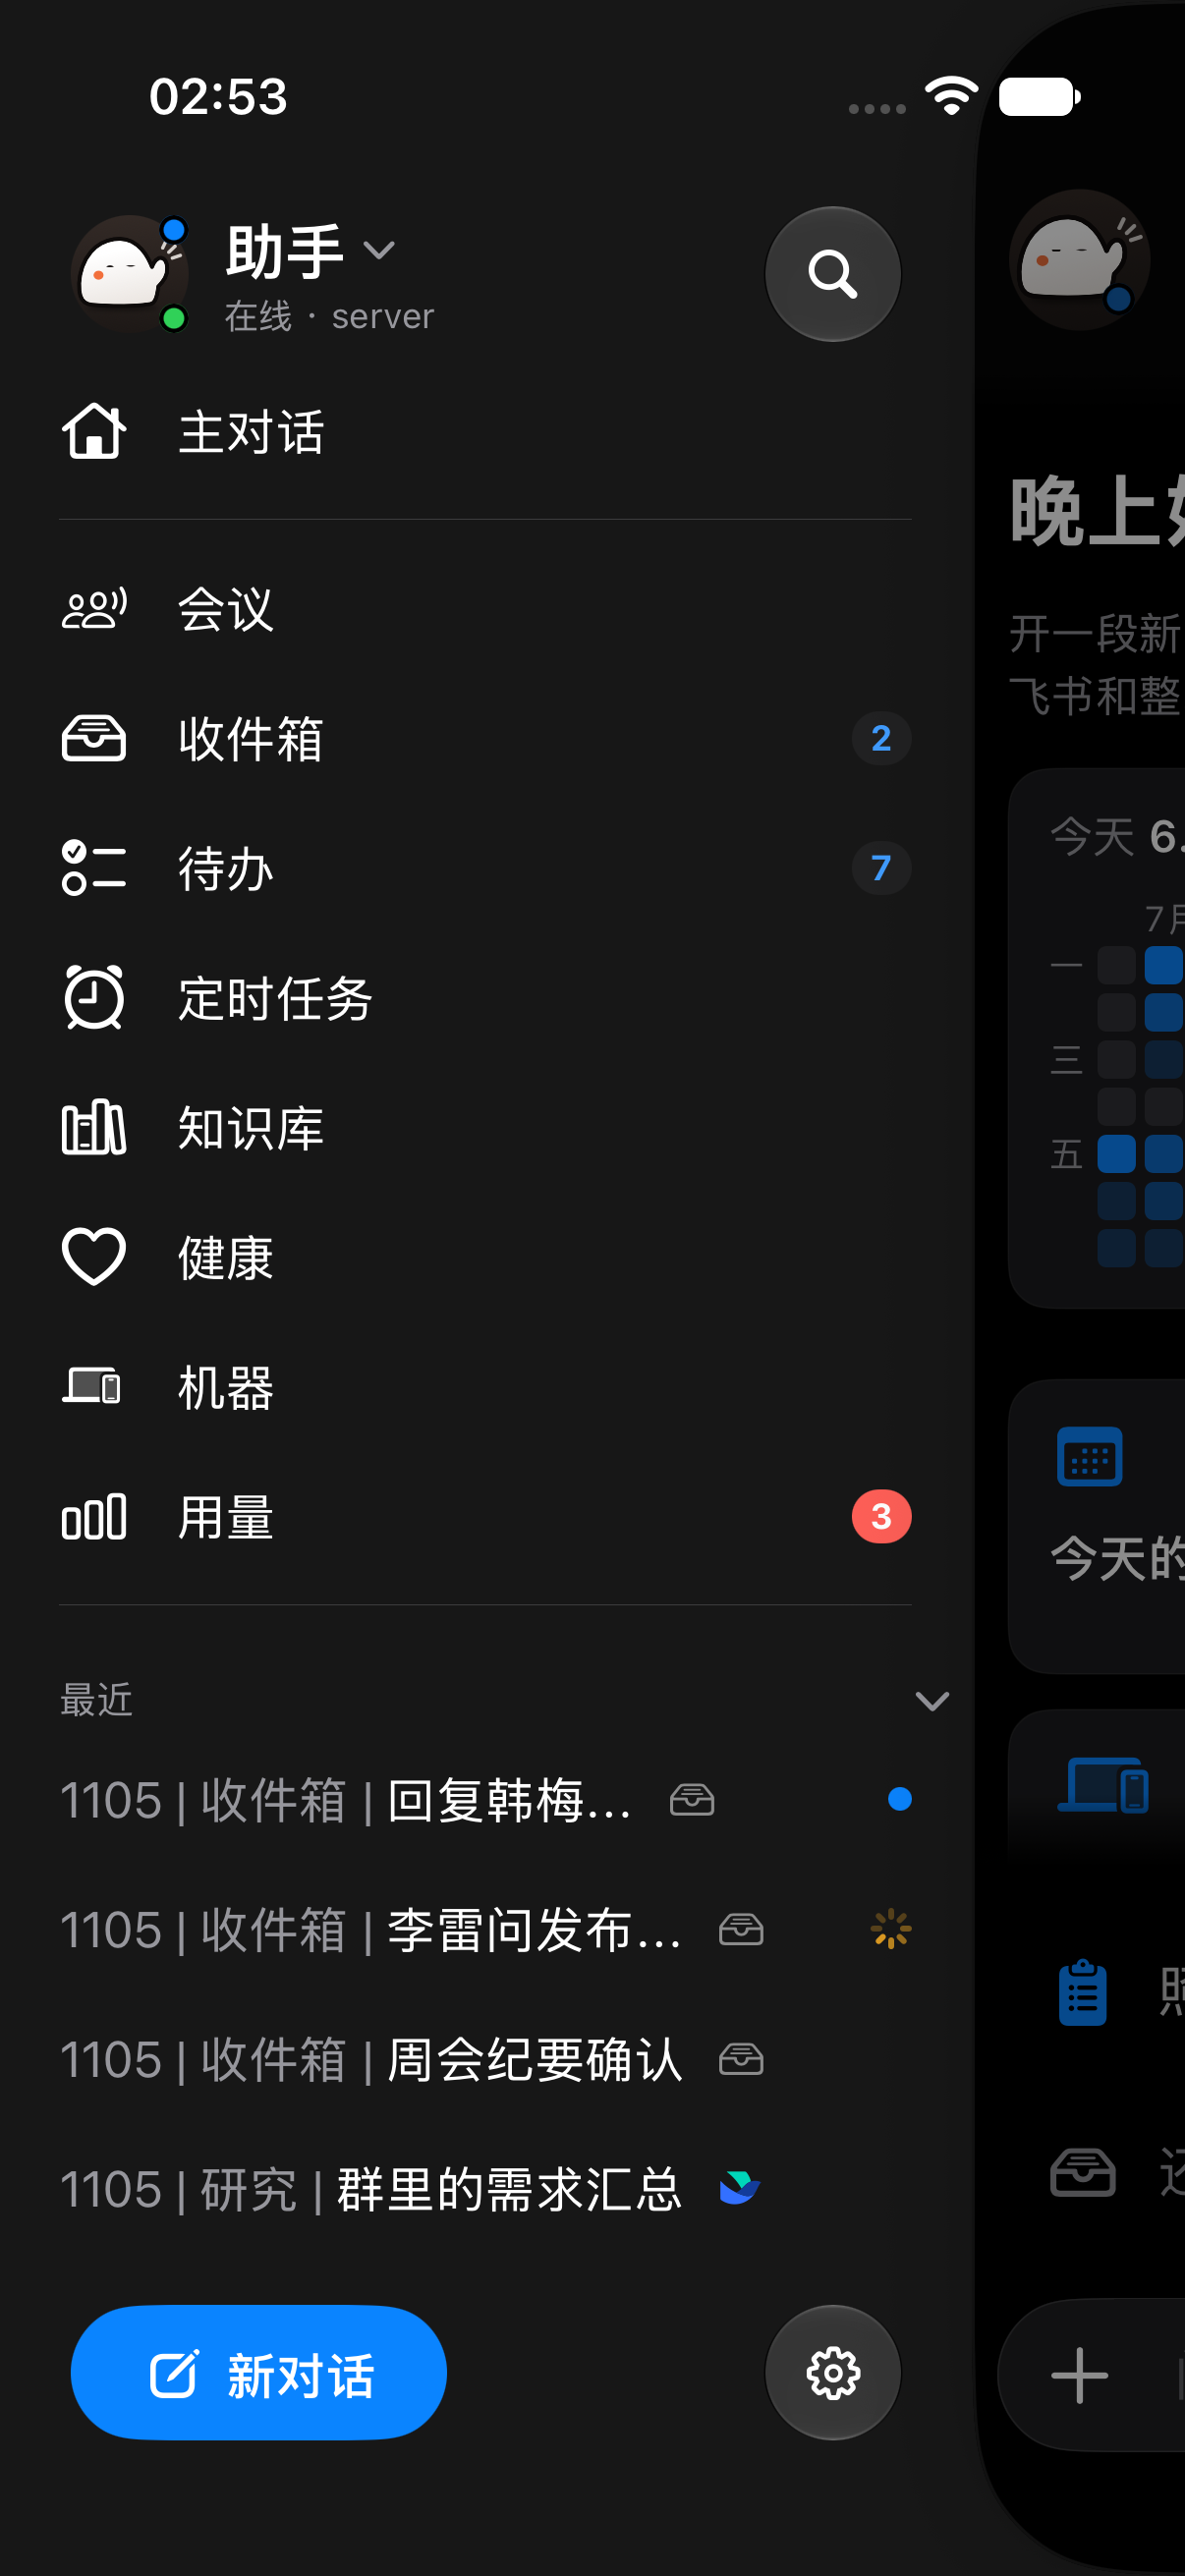 02:53
助手
在线 · server
主对话
会议
收件箱 2
待办 7
定时任务
知识库
健康
机器
用量 3
最近
1105 | 收件箱 | 回复韩梅...
1105 | 收件箱 | 李雷问发布...
1105 | 收件箱 | 周会纪要确认
1105 | 研究 | 群里的需求汇总
新对话
晚上
开一段新
飞书和整
今天 6.
7月
一
三
五
今天的